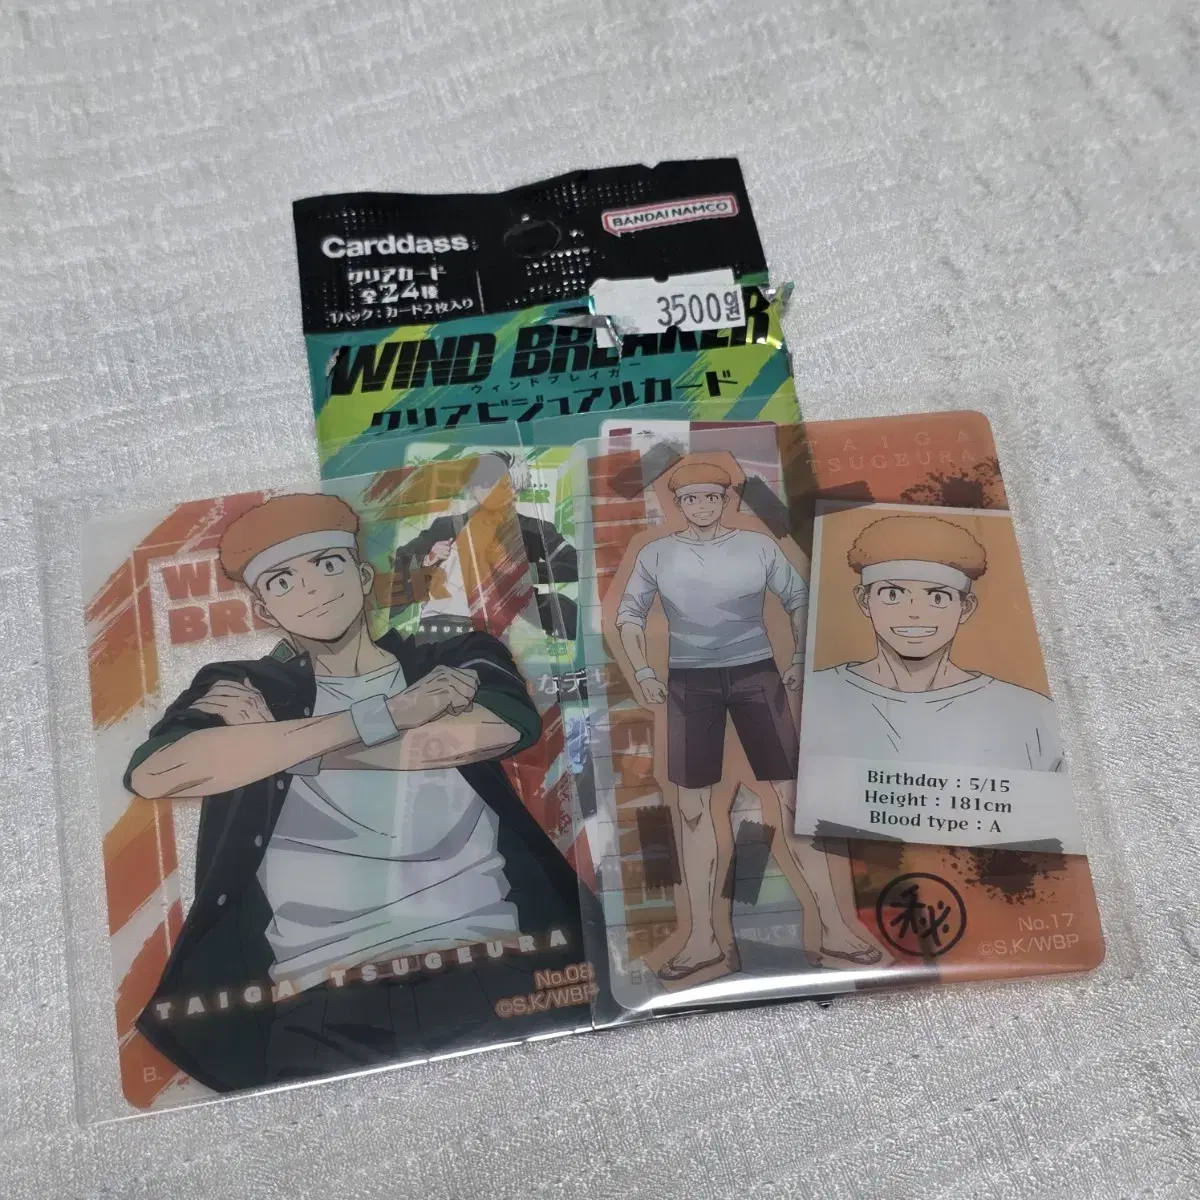 Carddass
BANDAI NAMCO
クリアカード
全24種
1パック：カード2枚入り
3500원
WIND BREAKER
ウィンドブレイカー
クリアビジュアルカード
TAIGA
TSUGEURA
Birthday : 5/15
Height : 181cm
Blood type : A
秘
No.17
©S,K/WBP
TAIGA TSUGEURA
No.08
©S,K/WBP
B.